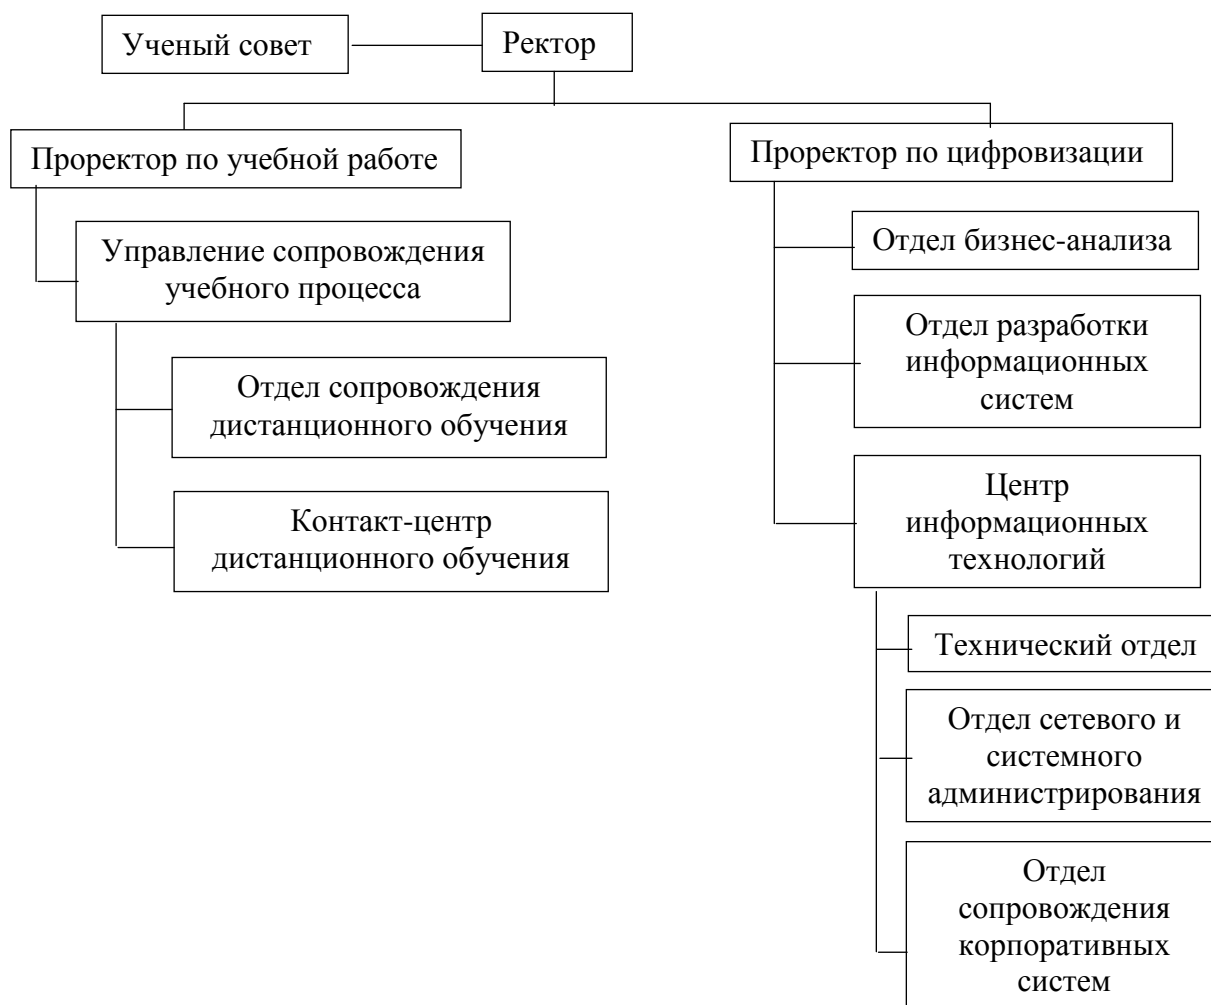 Ученый совет
Ректор
Проректор по учебной работе
Проректор по цифровизации
Управление сопровождения
учебного процесса
Отдел сопровождения
дистанционного обучения
Контакт-центр
дистанционного обучения
Отдел бизнес-анализа
Отдел разработки
информационных
систем
Центр
информационных
технологий
Технический отдел
Отдел сетевого и
системного
администрирования
Отдел
сопровождения
корпоративных
систем